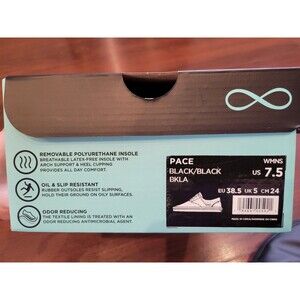 REMOVABLE POLYURETHANE INSOLE
BREATHABLE LATEX-FREE INSOLE WITH
ARCH SUPPORT & HEEL CUPPING
PROVIDES ALL DAY COMFORT.
OIL & SLIP RESISTANT
RUBBER OUTSOLES RESIST SLIPPING,
HOLD THEIR GROUND ON OILY SURFACES.
ODOR REDUCING
THE TEXTILE LINING IS TREATED WITH AN
ODOR REDUCING ANTIMICROBIAL AGENT.
PACE
WMNS
BLACK/BLACK
BKLA
US 7.5
EU 38.5 UK 5 CM 24